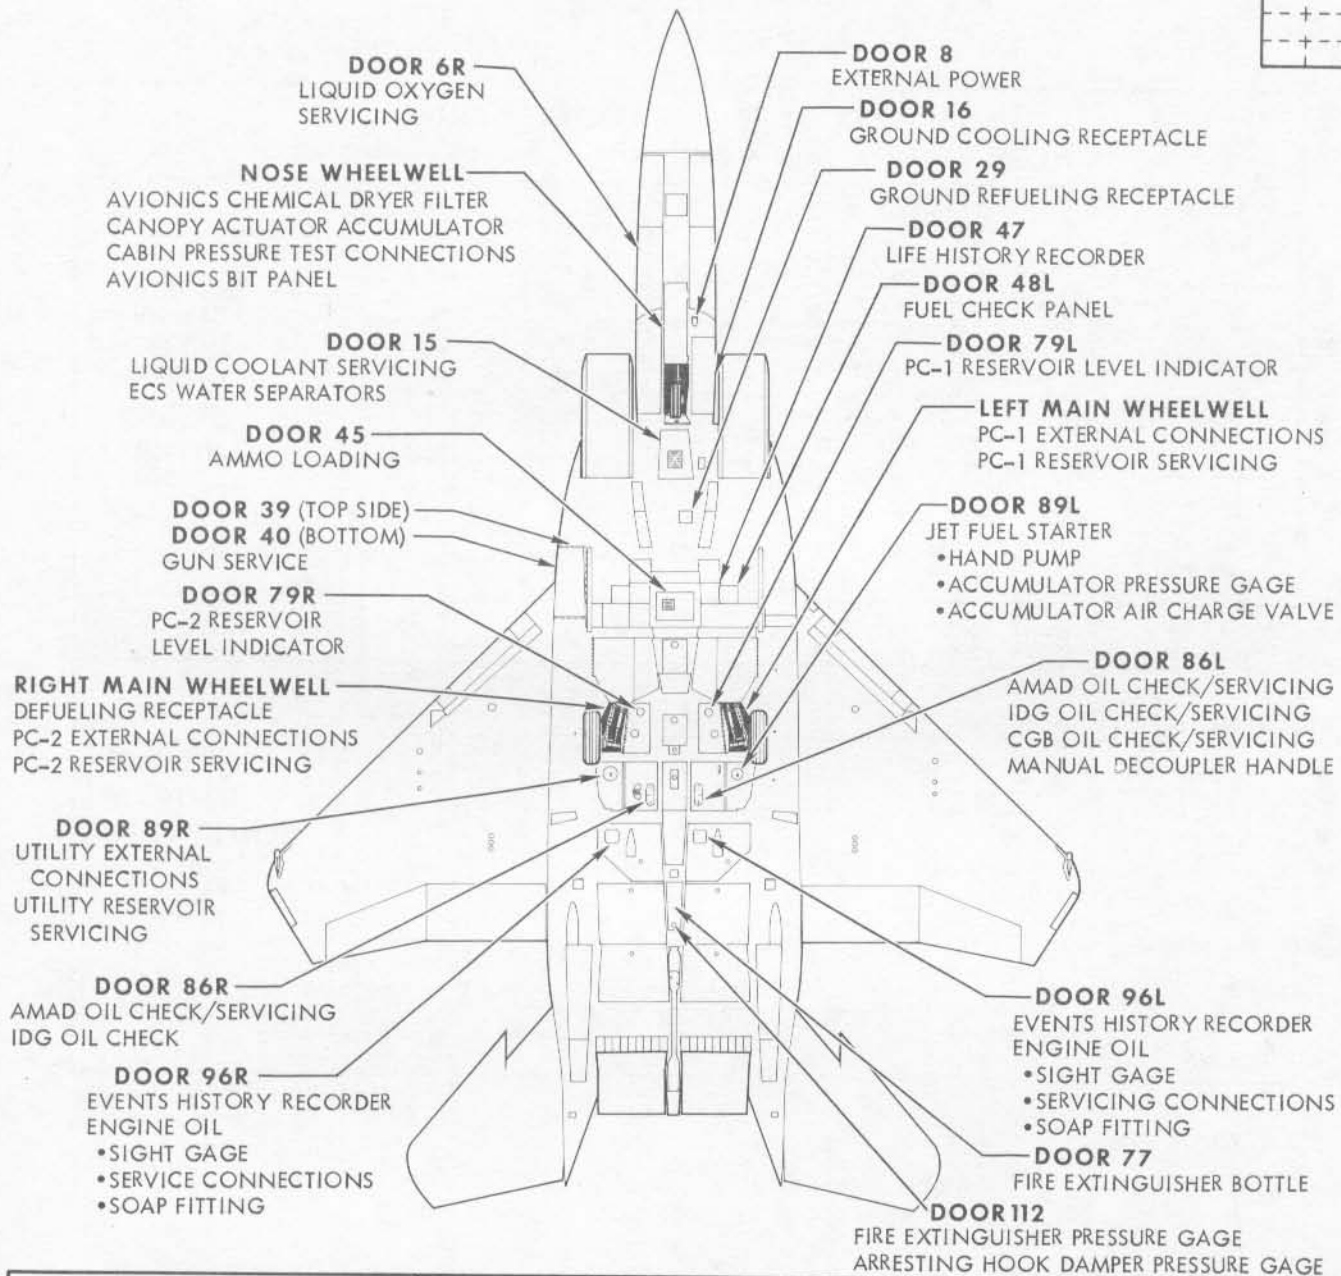 DOOR 6R
LIQUID OXYGEN
SERVICING
NOSE WHEELWELL
AVIONICS CHEMICAL DRYER FILTER
CANOPY ACTUATOR ACCUMULATOR
CABIN PRESSURE TEST CONNECTIONS
AVIONICS BIT PANEL
DOOR 15
LIQUID COOLANT SERVICING
ECS WATER SEPARATORS
DOOR 45
AMMO LOADING
DOOR 39 (TOP SIDE)
DOOR 40 (BOTTOM)
GUN SERVICE
DOOR 79R
PC-2 RESERVOIR
LEVEL INDICATOR
RIGHT MAIN WHEELWELL
DEFUELING RECEPTACLE
PC-2 EXTERNAL CONNECTIONS
PC-2 RESERVOIR SERVICING
DOOR 89R
UTILITY EXTERNAL
CONNECTIONS
UTILITY RESERVOIR
SERVICING
DOOR 86R
AMAD OIL CHECK/SERVICING
IDG OIL CHECK
DOOR 96R
EVENTS HISTORY RECORDER
ENGINE OIL
•SIGHT GAGE
•SERVICE CONNECTIONS
•SOAP FITTING
DOOR 8
EXTERNAL POWER
DOOR 16
GROUND COOLING RECEPTACLE
DOOR 29
GROUND REFUELING RECEPTACLE
DOOR 47
LIFE HISTORY RECORDER
DOOR 48L
FUEL CHECK PANEL
DOOR 79L
PC-1 RESERVOIR LEVEL INDICATOR
LEFT MAIN WHEELWELL
PC-1 EXTERNAL CONNECTIONS
PC-1 RESERVOIR SERVICING
DOOR 89L
JET FUEL STARTER
•HAND PUMP
•ACCUMULATOR PRESSURE GAGE
•ACCUMULATOR AIR CHARGE VALVE
DOOR 86L
AMAD OIL CHECK/SERVICING
IDG OIL CHECK/SERVICING
CGB OIL CHECK/SERVICING
MANUAL DECOUPLER HANDLE
DOOR 96L
EVENTS HISTORY RECORDER
ENGINE OIL
•SIGHT GAGE
•SERVICING CONNECTIONS
•SOAP FITTING
DOOR 77
FIRE EXTINGUISHER BOTTLE
DOOR 112
FIRE EXTINGUISHER PRESSURE GAGE
ARRESTING HOOK DAMPER PRESSURE GAGE